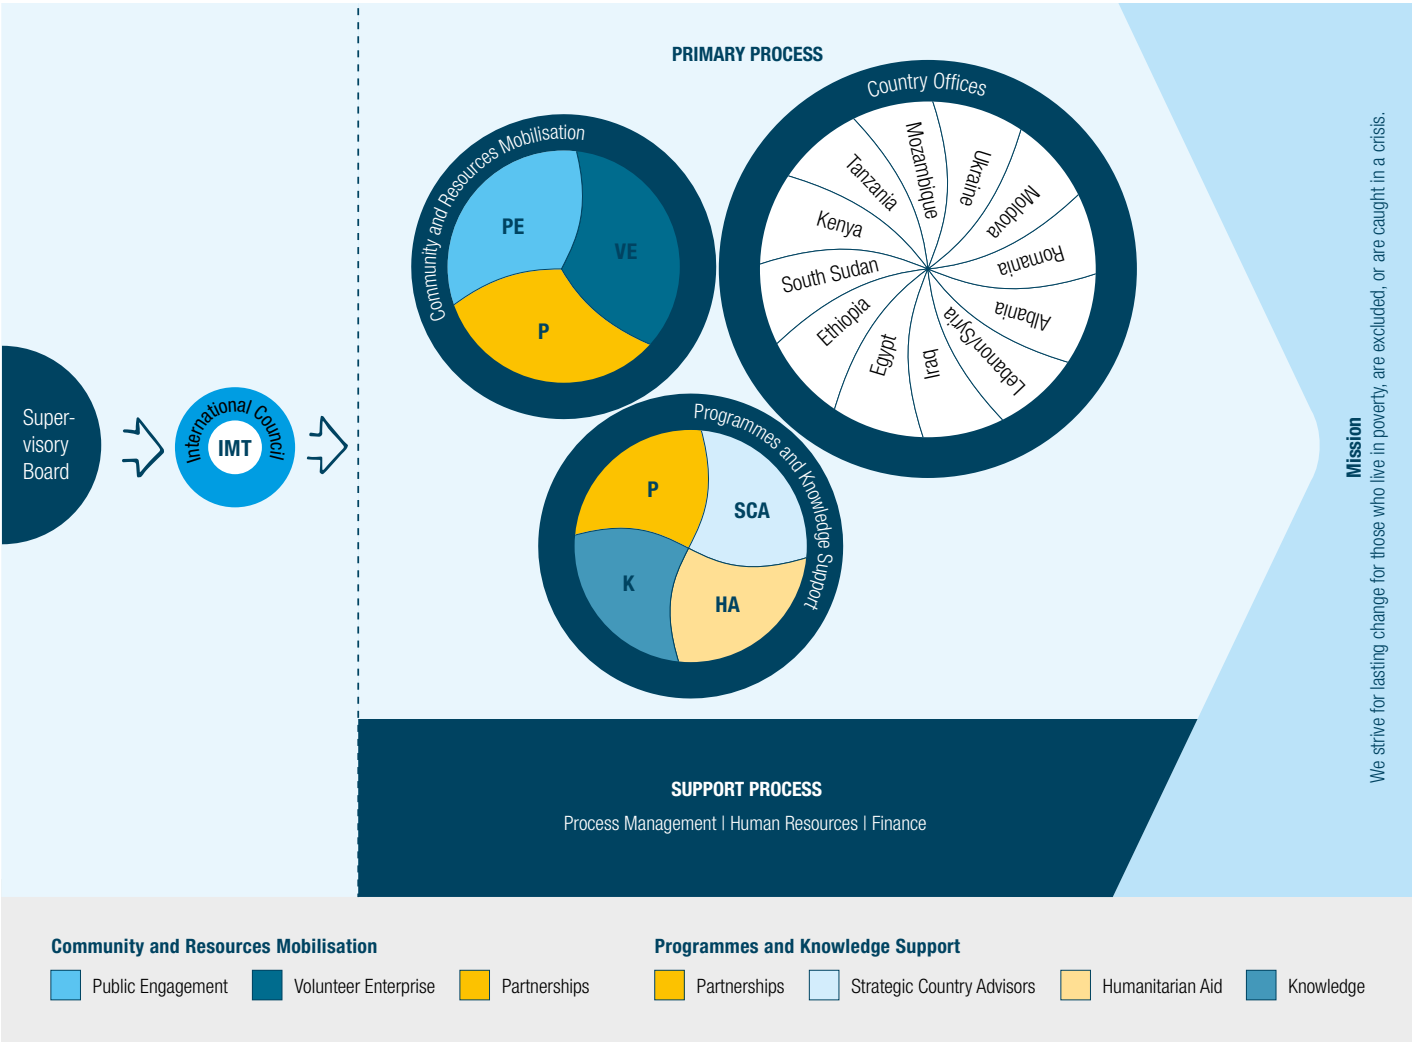 PRIMARY PROCESS
Country Offices
Mozambique
Ukraine
Moldova
Romania
Albania
Lebanon/Syria
Iraq
Egypt
Ethiopia
South Sudan
Kenya
Tanzania
Community and Resources Mobilisation
PE
VE
P
Super-
visory
Board
International Council
IMT
Programmes and Knowledge Support
P
SCA
K
HA
Mission
We strive for lasting change for those who live in poverty, are excluded, or are caught in a crisis.
SUPPORT PROCESS
Process Management | Human Resources | Finance
Community and Resources Mobilisation
Public Engagement
Volunteer Enterprise
Partnerships
Programmes and Knowledge Support
Partnerships
Strategic Country Advisors
Humanitarian Aid
Knowledge